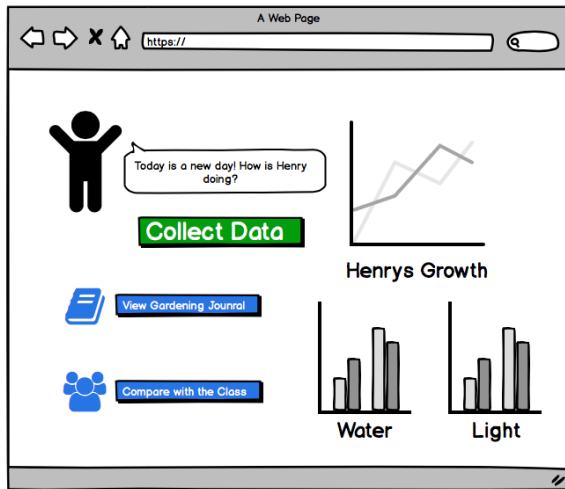 A Web Page
https://
Today is a new day! How is Henry
doing?
Collect Data
Henrys Growth
View Gardening Jounral
Compare with the Class
Water
Light